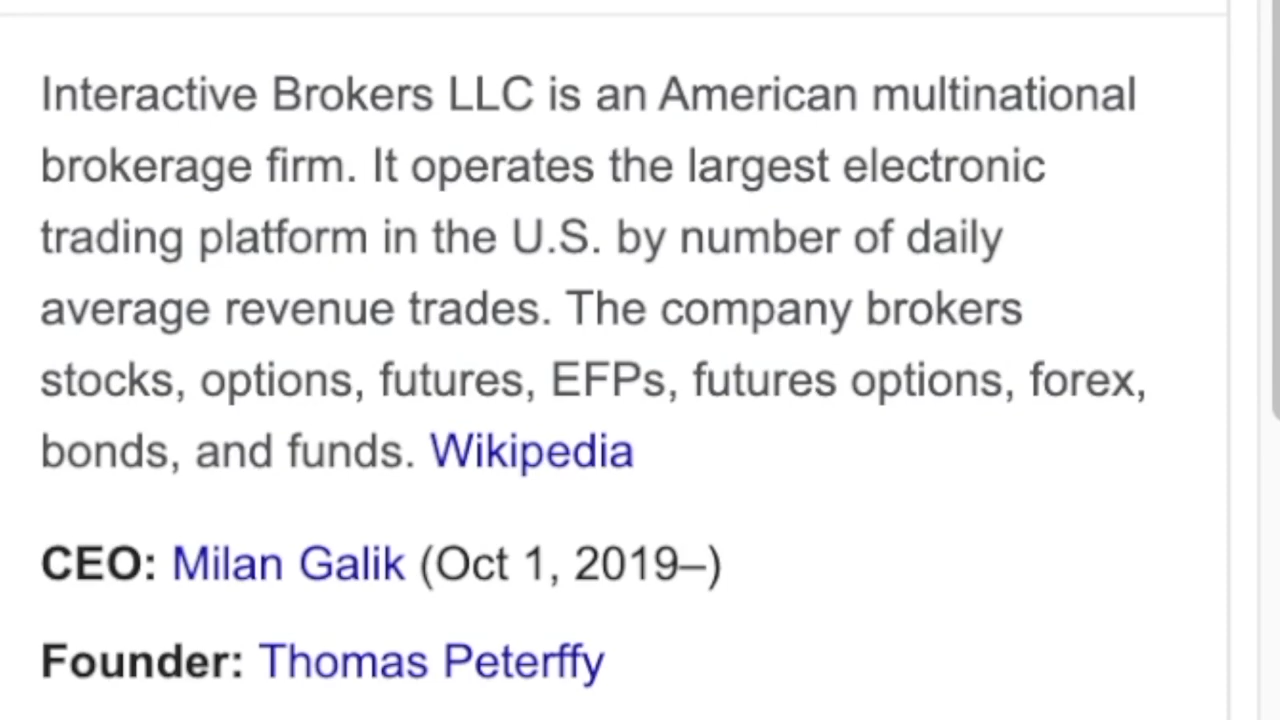 Interactive Brokers LLC is an American multinational
brokerage firm. It operates the largest electronic
trading platform in the U.S. by number of daily
average revenue trades. The company brokers
stocks, options, futures, EFPs, futures options, forex,
bonds, and funds. Wikipedia
CEO: Milan Galik (Oct 1, 2019–)
Founder: Thomas Peterffy